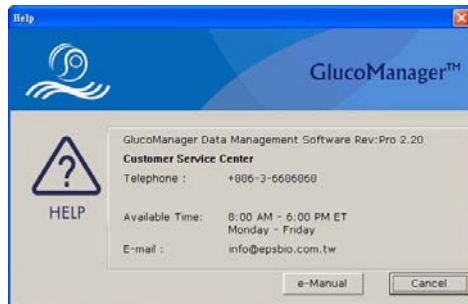 Help
GlucoManager™
GlucoManager Data Management Software Rev:Pro 2.20
Customer Service Center
Telephone : +886-3-6686868
HELP
Available Time: 8:00 AM - 6:00 PM ET
Monday - Friday
E-mail : info@epsbio.com.tw
e-Manual Cancel